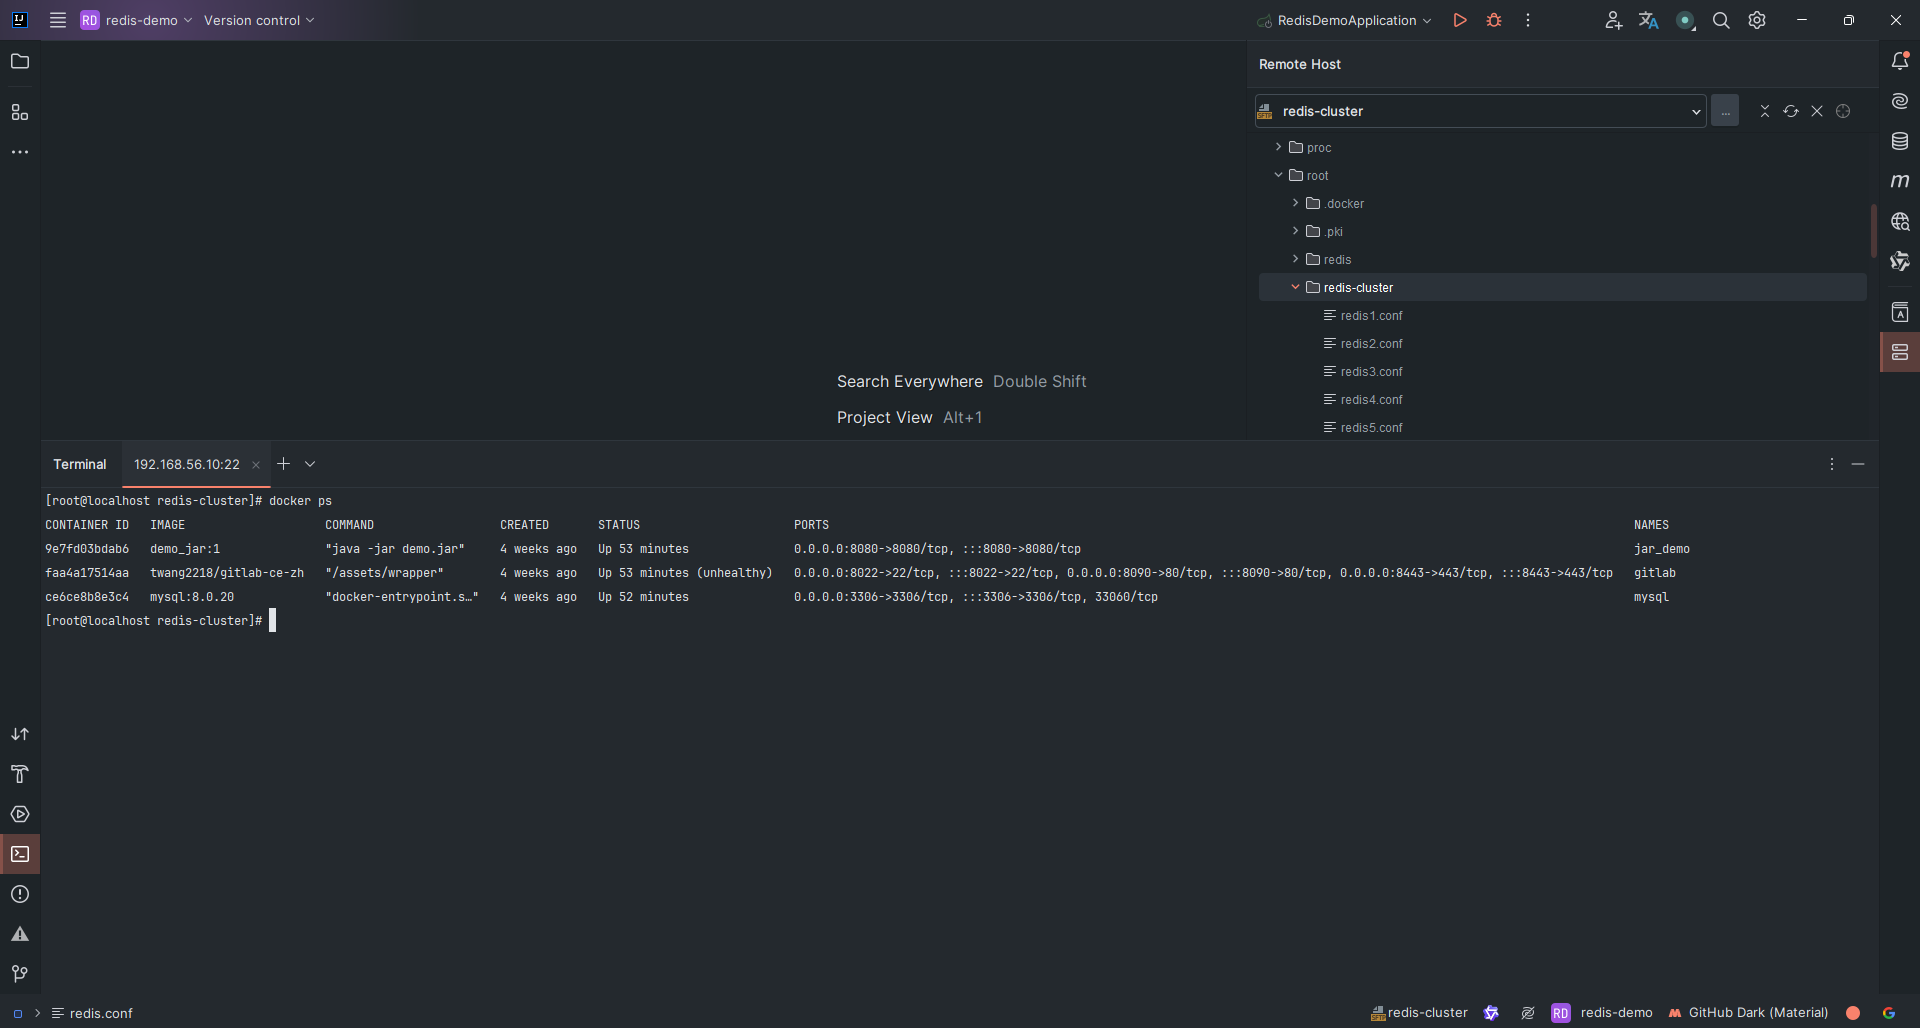 RD redis-demo Version control RedisDemoApplication
Remote Host
redis-cluster ...
proc
root
.docker
.pki
redis
redis-cluster
redis1.conf
redis2.conf
redis3.conf
redis4.conf
redis5.conf
Search Everywhere Double Shift
Project View Alt+1
Terminal 192.168.56.10:22
[root@localhost redis-cluster]# docker ps
CONTAINER ID IMAGE COMMAND CREATED STATUS PORTS NAMES
9e7fd03bdab6 demo_jar:1 "java -jar demo.jar" 4 weeks ago Up 53 minutes 0.0.0.0:8080->8080/tcp, :::8080->8080/tcp jar_demo
faa4a17514aa twang2218/gitlab-ce-zh "/assets/wrapper" 4 weeks ago Up 53 minutes (unhealthy) 0.0.0.0:8022->22/tcp, :::8022->22/tcp, 0.0.0.0:8090->80/tcp, :::8090->80/tcp, 0.0.0.0:8443->443/tcp, :::8443->443/tcp gitlab
ce6ce8b8e3c4 mysql:8.0.20 "docker-entrypoint.s…" 4 weeks ago Up 52 minutes 0.0.0.0:3306->3306/tcp, :::3306->3306/tcp, 33060/tcp mysql
[root@localhost redis-cluster]#
redis.conf redis-cluster RD redis-demo GitHub Dark (Material)